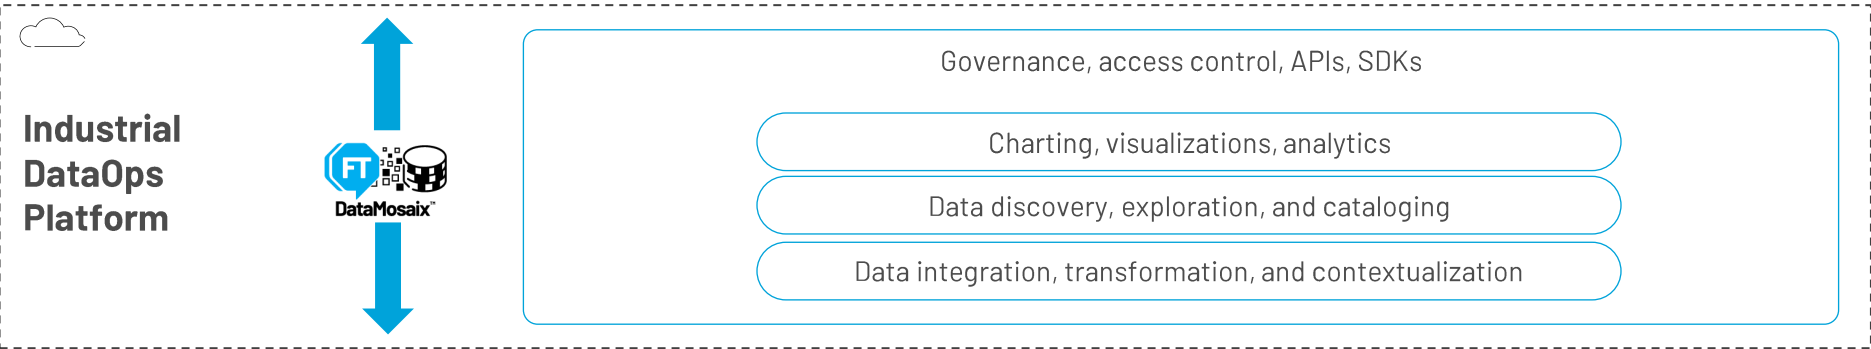 Industrial
DataOps
Platform
FT
DataMosaix™
Governance, access control, APIs, SDKs
Charting, visualizations, analytics
Data discovery, exploration, and cataloging
Data integration, transformation, and contextualization